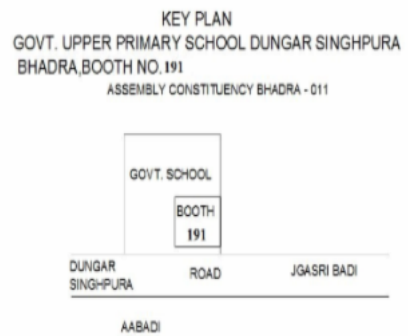 KEY PLAN
GOVT. UPPER PRIMARY SCHOOL DUNGAR SINGHPURA
BHADRA,BOOTH NO. 191
ASSEMBLY CONSTITUENCY BHADRA - 011
GOVT. SCHOOL
BOOTH
191
DUNGAR
SINGHPURA
ROAD
JGASRI BADI
AABADI